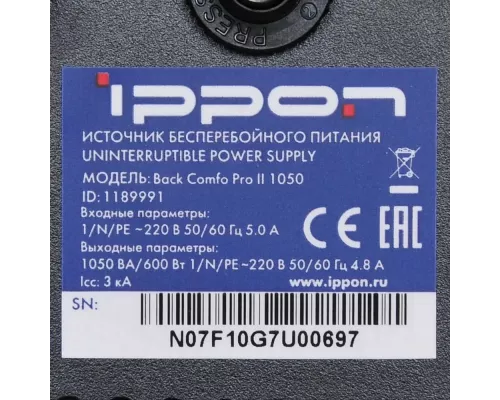 PRESS
ippon
ИСТОЧНИК БЕСПЕРЕБОЙНОГО ПИТАНИЯ
UNINTERRUPTIBLE POWER SUPPLY
МОДЕЛЬ: Back Comfo Pro II 1050
ID: 1189991
Входные параметры:
1/N/PE ~220 В 50/60 Гц 5.0 А
Выходные параметры:
1050 ВА/600 Вт 1/N/PE ~220 В 50/60 Гц 4.8 А
Icc: 3 кА
CE EAC
www.ippon.ru
SN:
N07F10G7U00697